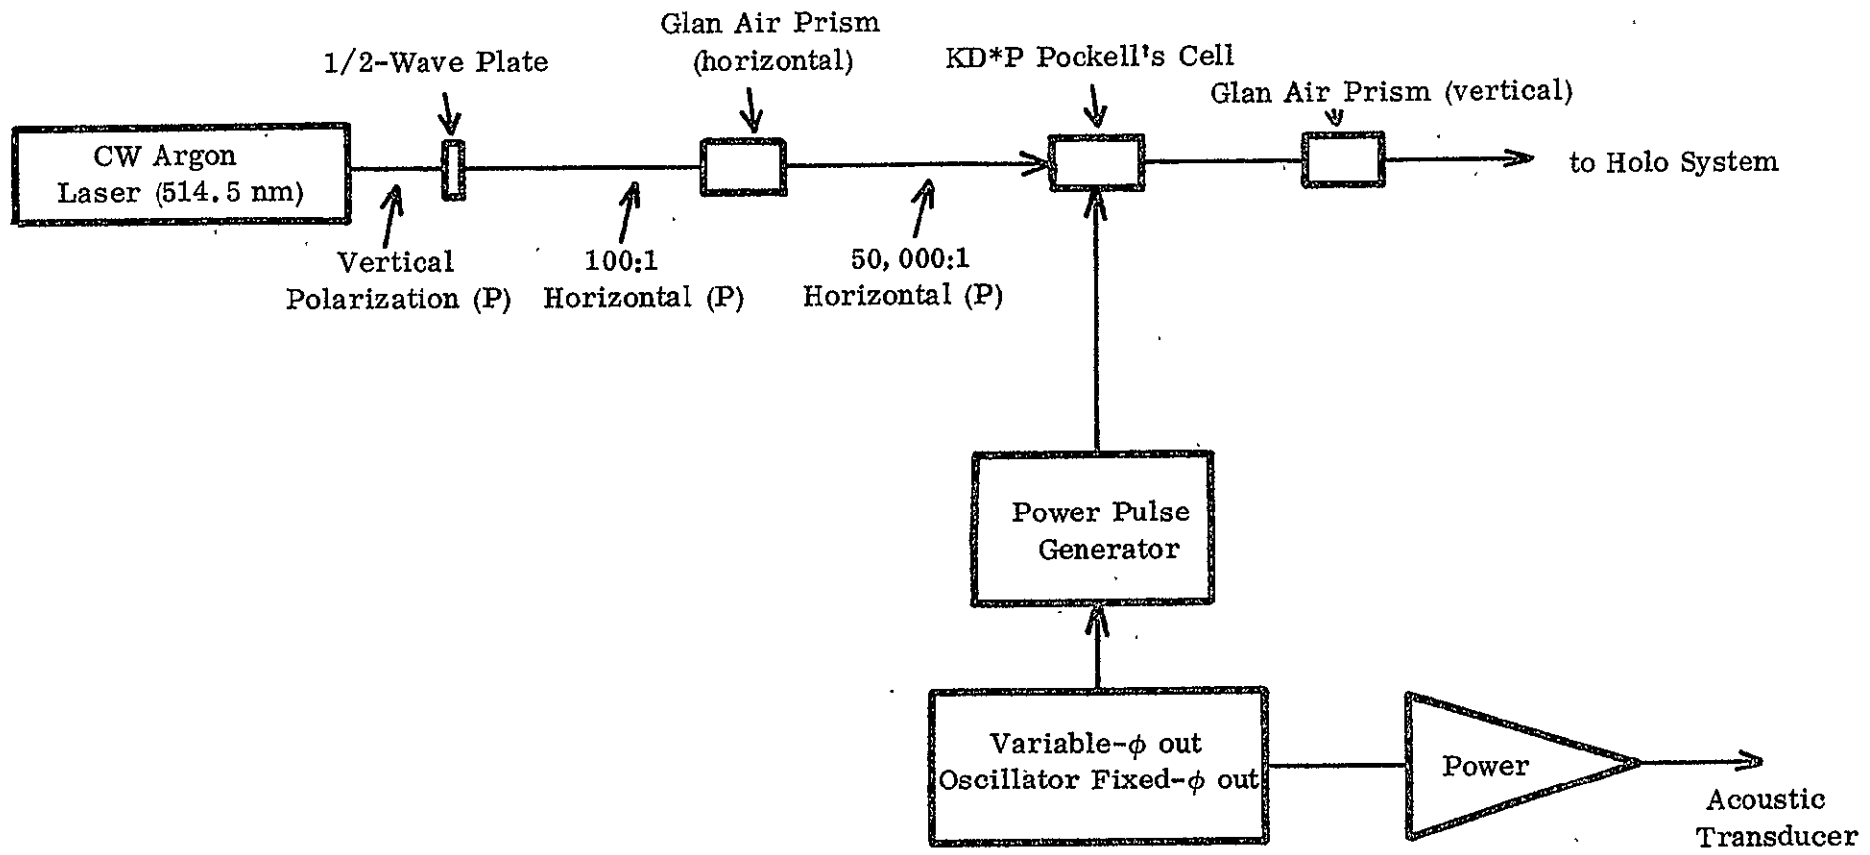 Glan Air Prism
(horizontal)
1/2-Wave Plate
KD*P Pockell's Cell
Glan Air Prism (vertical)
CW Argon
Laser (514.5 nm)
to Holo System
Vertical
Polarization (P)
100:1
Horizontal (P)
50,000:1
Horizontal (P)
Power Pulse
Generator
Variable-ϕ out
Oscillator Fixed-ϕ out
Power
Acoustic
Transducer